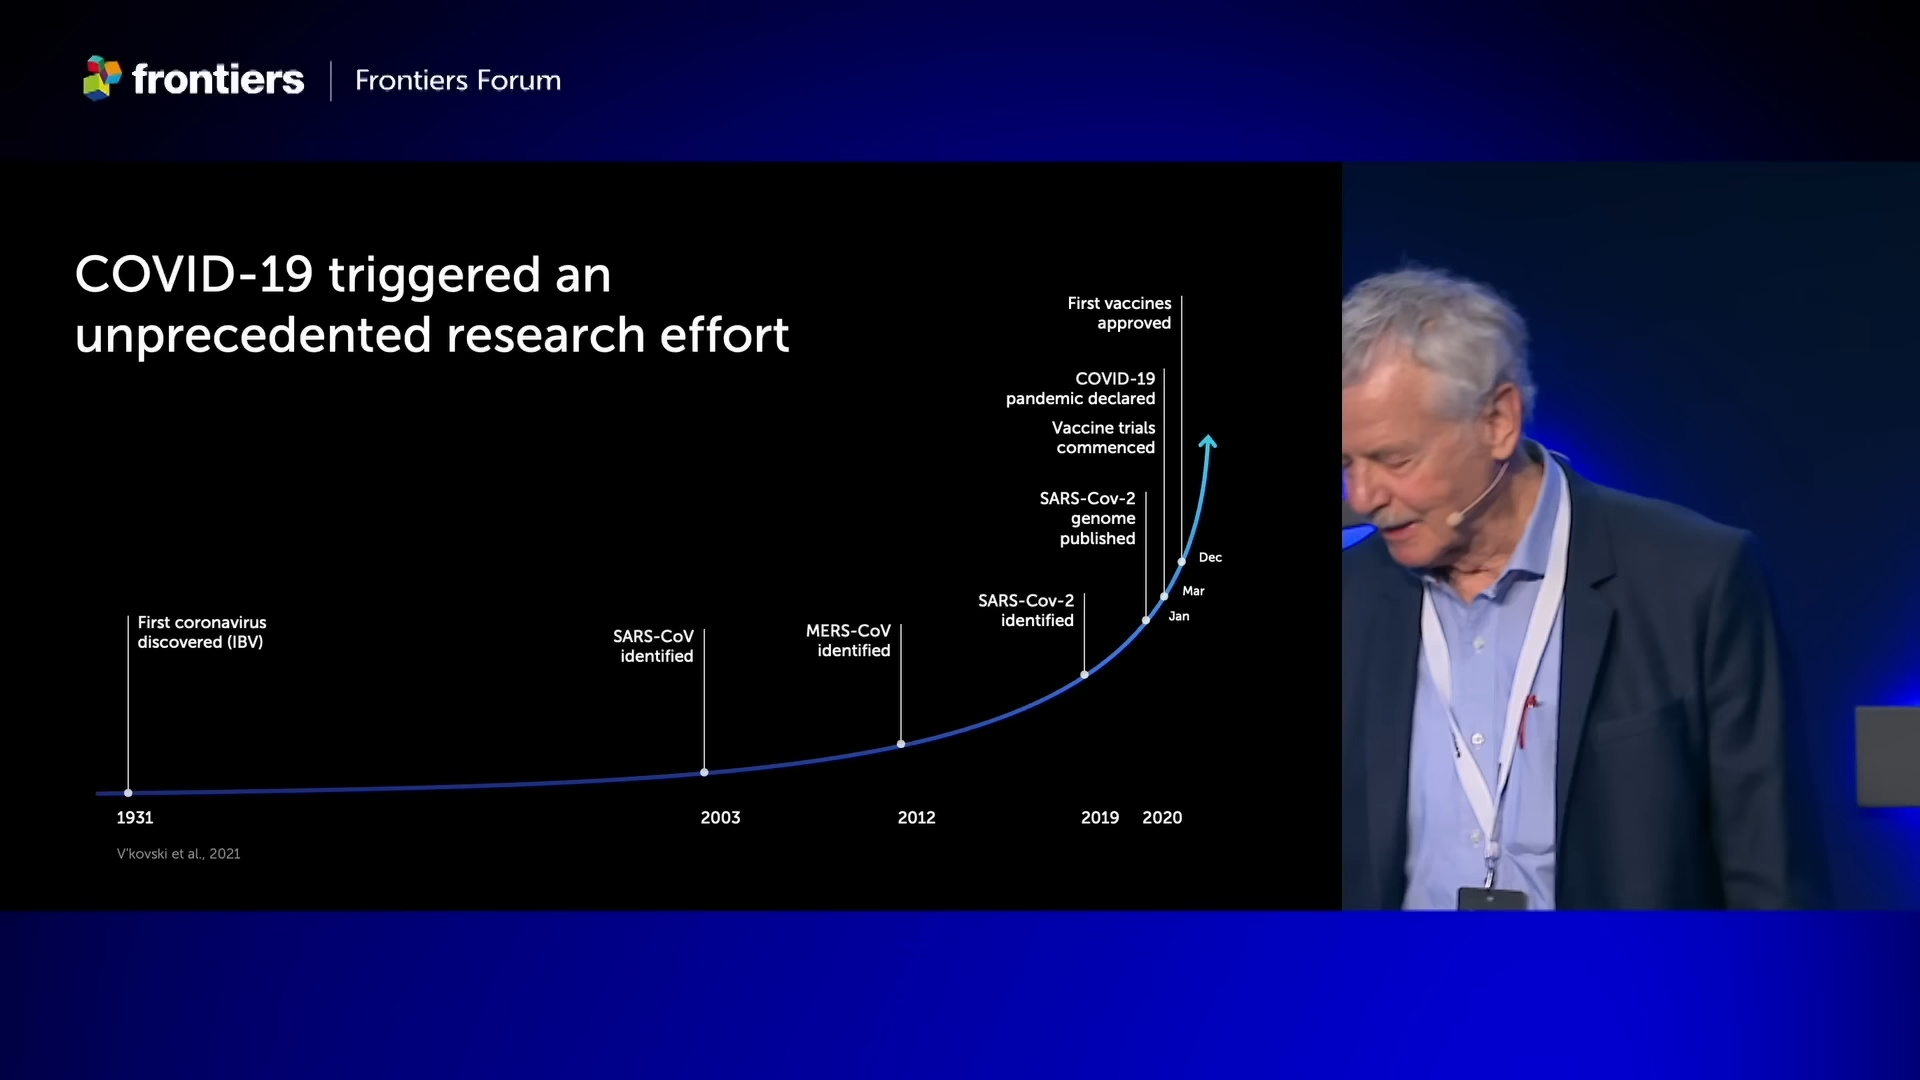 frontiers
Frontiers Forum
COVID-19 triggered an
unprecedented research effort
First vaccines
approved
COVID-19
pandemic declared
Vaccine trials
commenced
SARS-Cov-2
genome
published
Dec
Mar
Jan
SARS-Cov-2
identified
First coronavirus
discovered (IBV)
SARS-CoV
identified
MERS-CoV
identified
1931
2003
2012
2019
2020
V'kovski et al., 2021